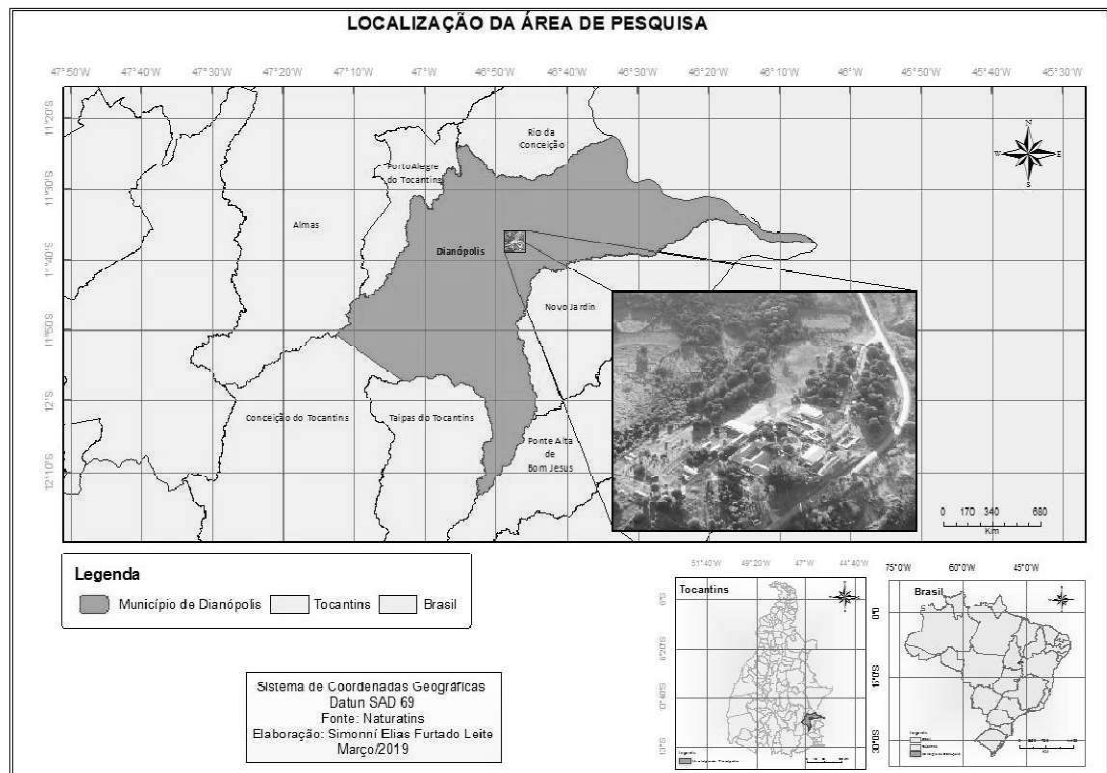 LOCALIZAÇÃO DA ÁREA DE PESQUISA
47°50'W 47°40'W 47°30'W 47°20'W 47°10'W 47°W 46°50'W 46°40'W 46°30'W 46°20'W 46°10'W 46°W 45°50'W 45°40'W 45°30'W
11°20'S
11°30'S
11°40'S
11°50'S
12°S
12°10'S
Rio da
Conceição
N
W E
S
Porto Alegre
do Tocantins
Almas
Dianópolis
Novo Jardin
Conceição do Tocantins
Taipas do Tocantins
Ponte Alta
de
Bom Jesus
0 170 340 680
Km
Legenda
Município de Dianópolis Tocantins Brasil
Sistema de Coordenadas Geográficas
Datun SAD 69
Fonte: Naturatins
Elaboração: Simonni Elias Furtado Leite
Março/2019
47°W 44°40'W
Tocantins
75°0'W 60°0'W 45°0'W
Brasil
0°0'
15°0'S
30°0'S